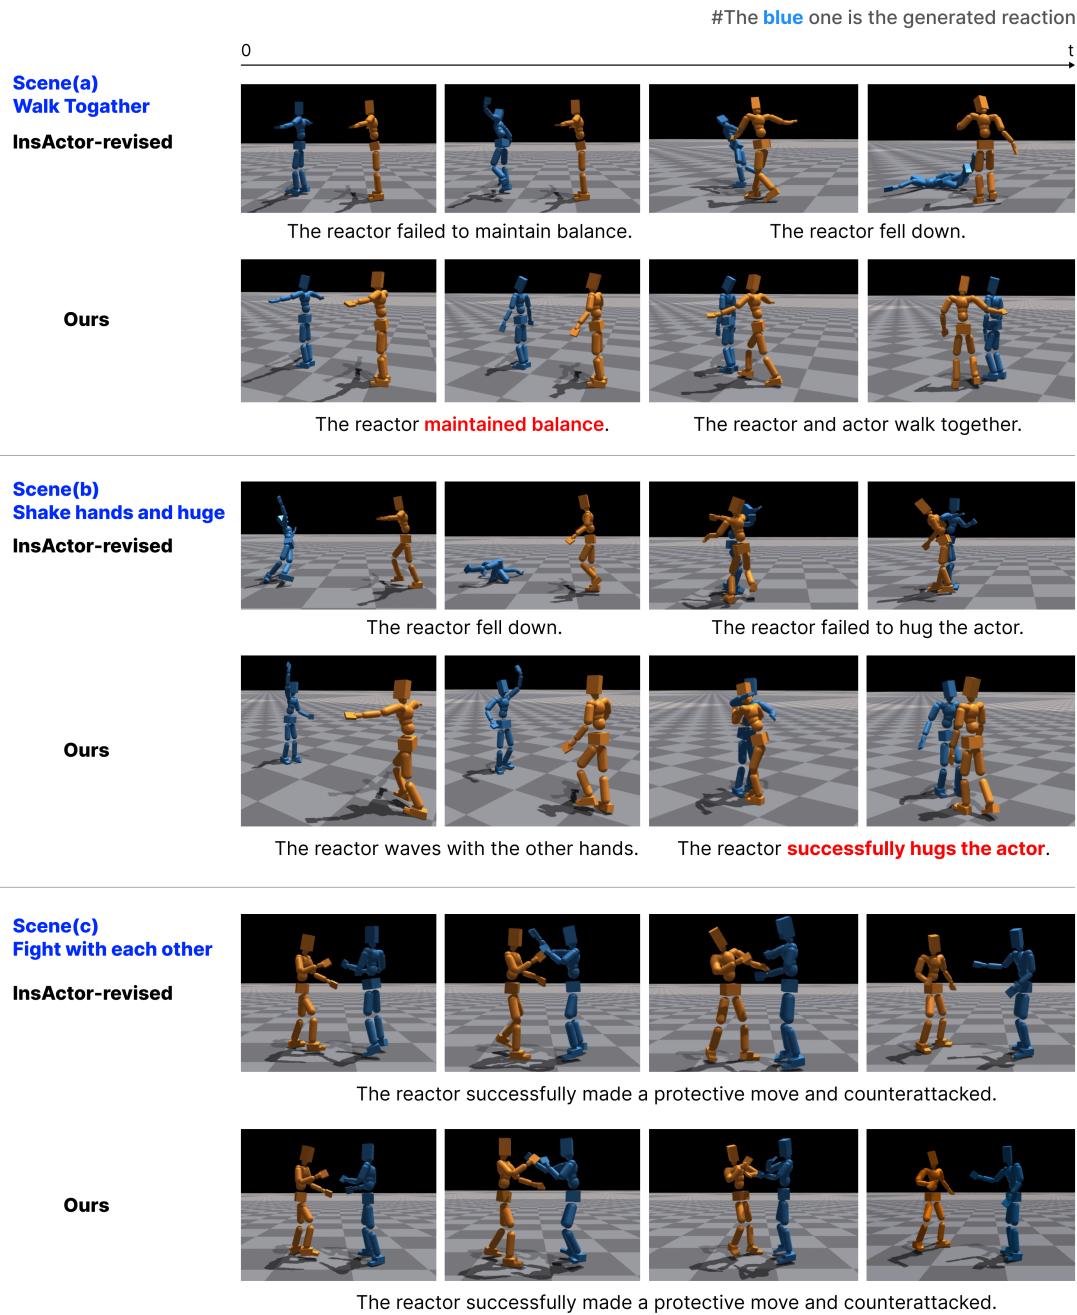 #The blue one is the generated reaction
0 t
Scene(a)
Walk Togather
InsActor-revised
The reactor failed to maintain balance. The reactor fell down.
Ours
The reactor maintained balance. The reactor and actor walk together.
Scene(b)
Shake hands and huge
InsActor-revised
The reactor fell down. The reactor failed to hug the actor.
Ours
The reactor waves with the other hands. The reactor successfully hugs the actor.
Scene(c)
Fight with each other
InsActor-revised
The reactor successfully made a protective move and counterattacked.
Ours
The reactor successfully made a protective move and counterattacked.